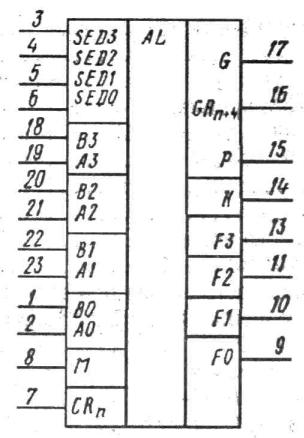 3 SED3 AL
4 SED2 G 17
5 SED1
6 SED0 GRn+4 16
18 B3
19 A3 P 15
20 B2 K 14
21 A2
22 B1 F3 13
23 A1 F2 11
1 B0 F1 10
2 A0
8 M F0 9
7 CRn